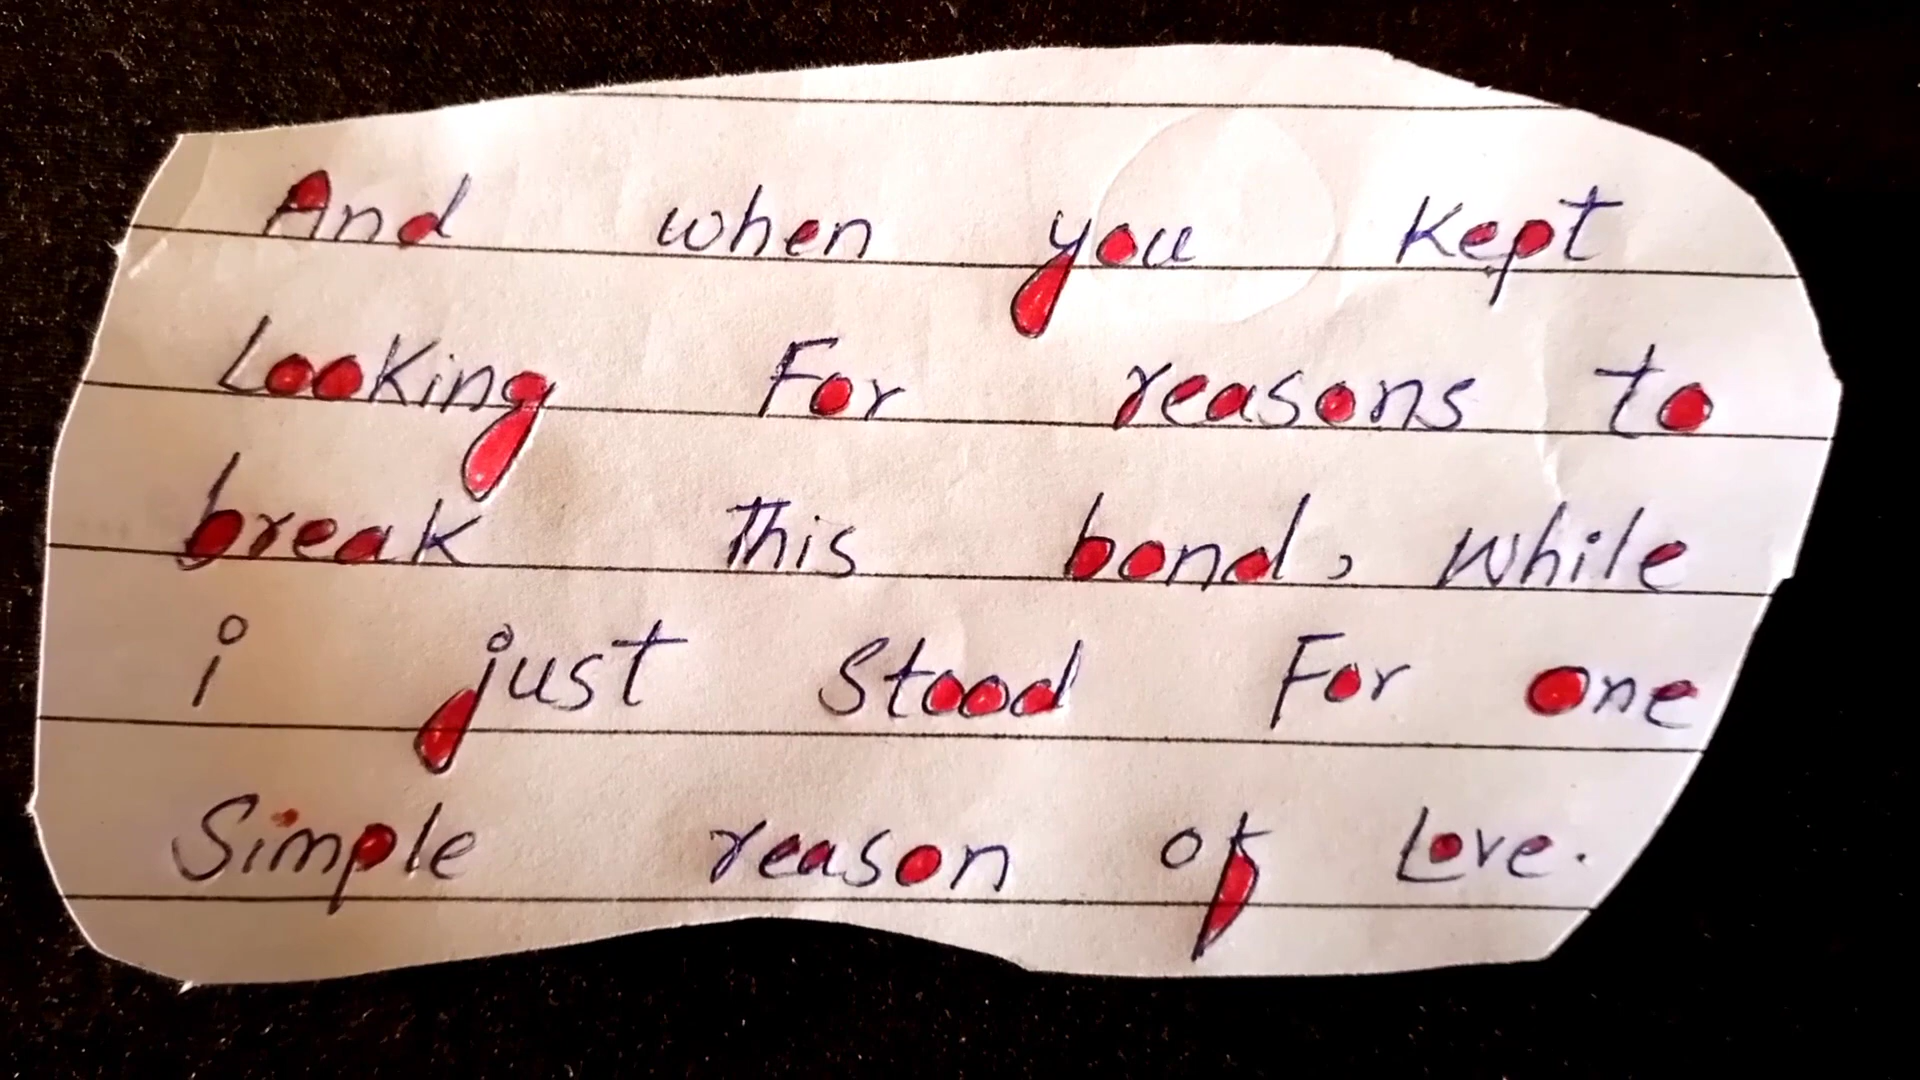 And when you kept
Looking For reasons to
break this bond, while
i just stood For one
Simple reason of Love.